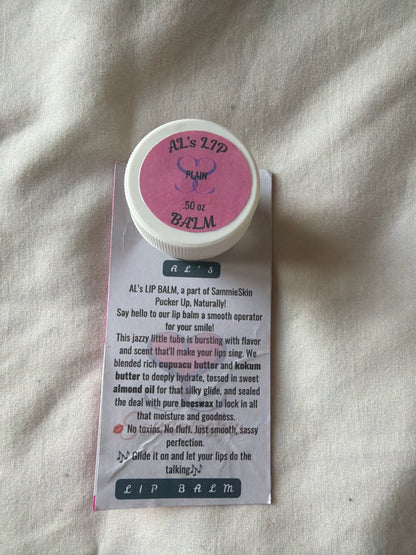 AL's LIP
PLAIN
.50 oz
BALM
AL'S
AL's LIP BALM, a part of SammieSkin
Pucker Up, Naturally!
Say hello to our lip balm a smooth operator
for your smile!
This jazzy little tube is bursting with flavor
and scent that'll make your lips sing. We
blended rich cupuacu butter and kokum
butter to deeply hydrate, tossed in sweet
almond oil for that silky glide, and sealed
the deal with pure beeswax to lock in all
that moisture and goodness.
💋 No toxins. No fluff. Just smooth, sassy
perfection.
🎶 Glide it on and let your lips do the
talking🎶
LIP BALM